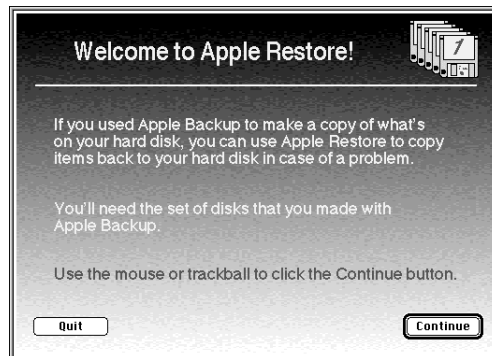 Welcome to Apple Restore!
1
If you used Apple Backup to make a copy of what's
on your hard disk, you can use Apple Restore to copy
items back to your hard disk in case of a problem.
You'll need the set of disks that you made with
Apple Backup.
Use the mouse or trackball to click the Continue button.
Quit
Continue